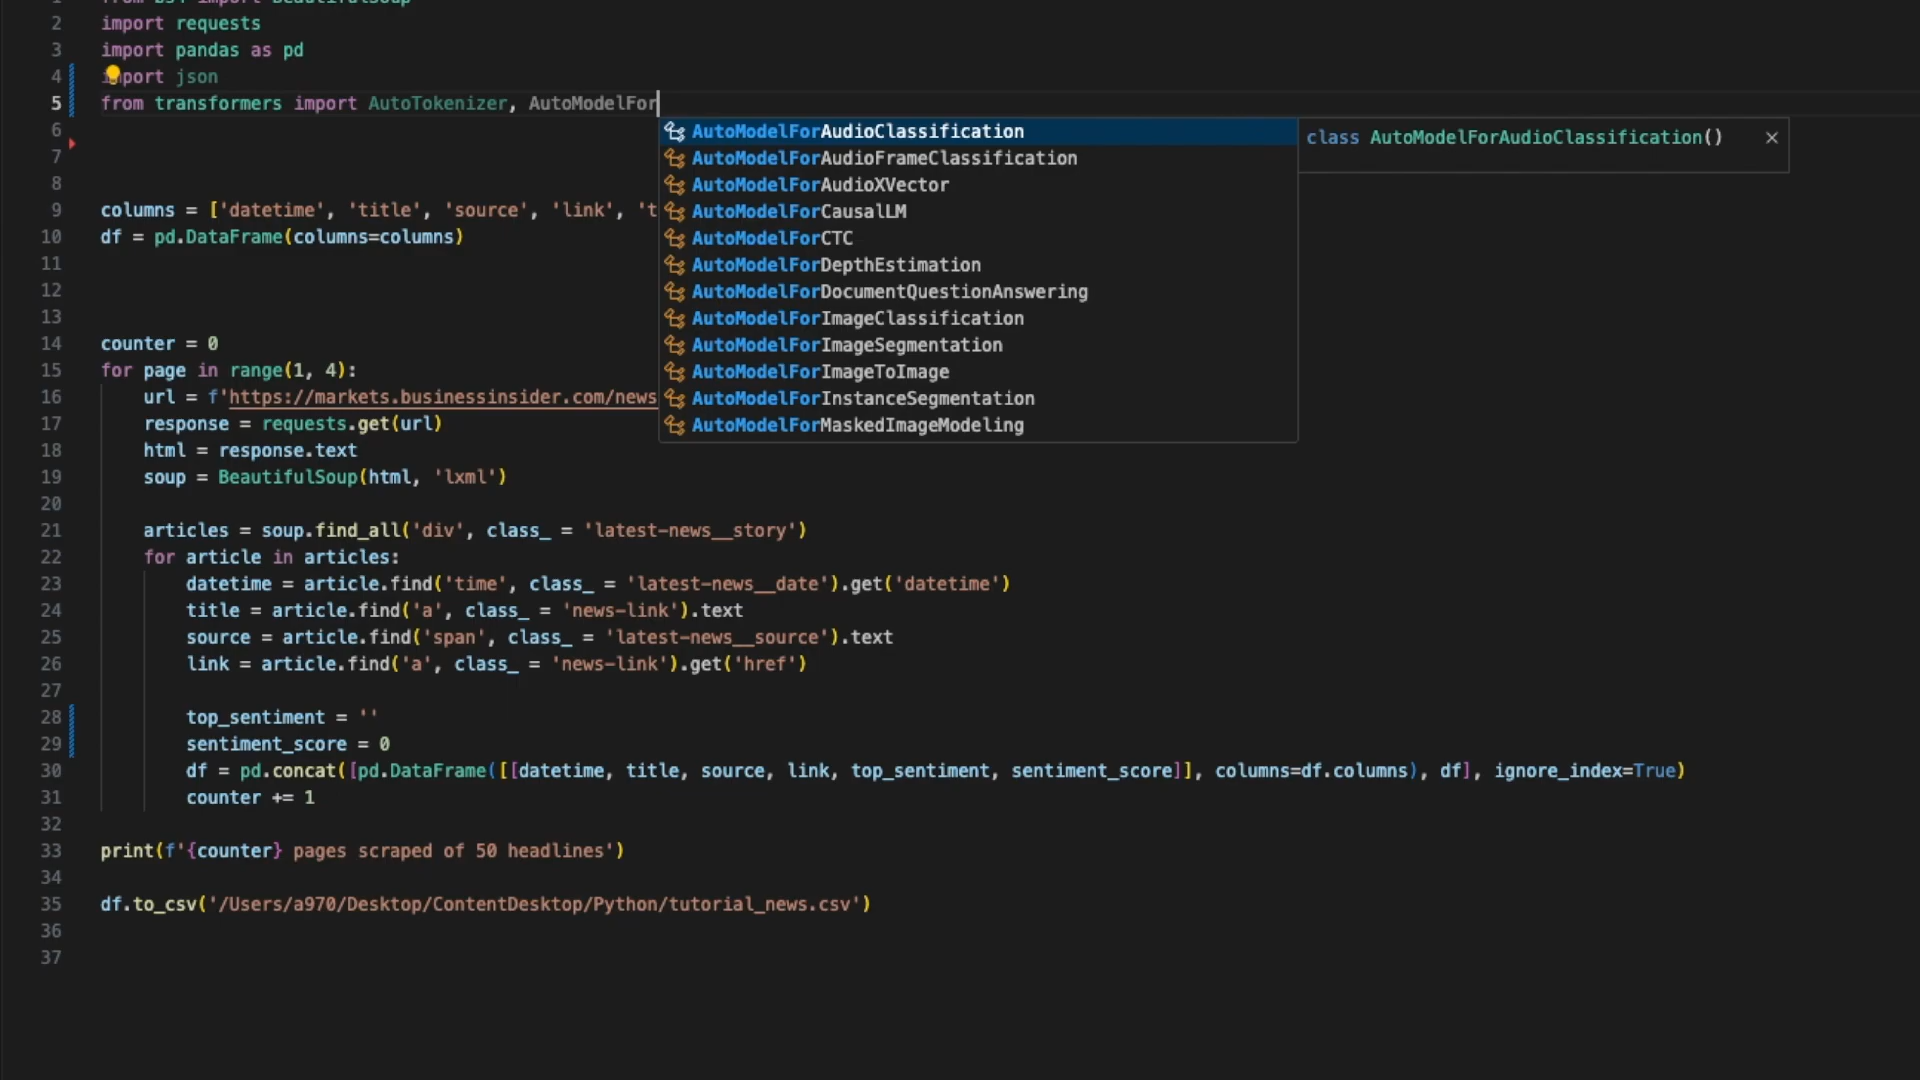 1 from bs4 import BeautifulSoup
2 import requests
3 import pandas as pd
4 import json
5 from transformers import AutoTokenizer, AutoModelFor
6
7
8
9 columns = ['datetime', 'title', 'source', 'link', 't
10 df = pd.DataFrame(columns=columns)
11
12
13
14 counter = 0
15 for page in range(1, 4):
16 url = f'https://markets.businessinsider.com/news
17 response = requests.get(url)
18 html = response.text
19 soup = BeautifulSoup(html, 'lxml')
20
21 articles = soup.find_all('div', class_ = 'latest-news__story')
22 for article in articles:
23 datetime = article.find('time', class_ = 'latest-news__date').get('datetime')
24 title = article.find('a', class_ = 'news-link').text
25 source = article.find('span', class_ = 'latest-news__source').text
26 link = article.find('a', class_ = 'news-link').get('href')
27
28 top_sentiment = ''
29 sentiment_score = 0
30 df = pd.concat([pd.DataFrame([[datetime, title, source, link, top_sentiment, sentiment_score]], columns=df.columns), df], ignore_index=True)
31 counter += 1
32
33 print(f'{counter} pages scraped of 50 headlines')
34
35 df.to_csv('/Users/a970/Desktop/ContentDesktop/Python/tutorial_news.csv')
36
37
AutoModelForAudioClassification
AutoModelForAudioFrameClassification
AutoModelForAudioXVector
AutoModelForCausalLM
AutoModelForCTC
AutoModelForDepthEstimation
AutoModelForDocumentQuestionAnswering
AutoModelForImageClassification
AutoModelForImageSegmentation
AutoModelForImageToImage
AutoModelForInstanceSegmentation
AutoModelForMaskedImageModeling
class AutoModelForAudioClassification()